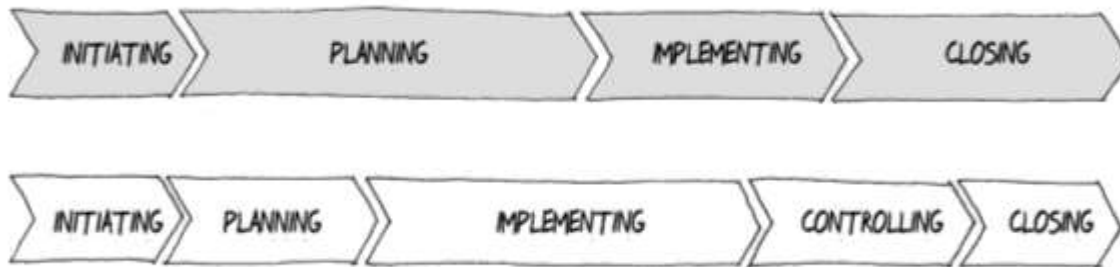 INITIATING PLANNING IMPLEMENTING CLOSING
INITIATING PLANNING IMPLEMENTING CONTROLLING CLOSING